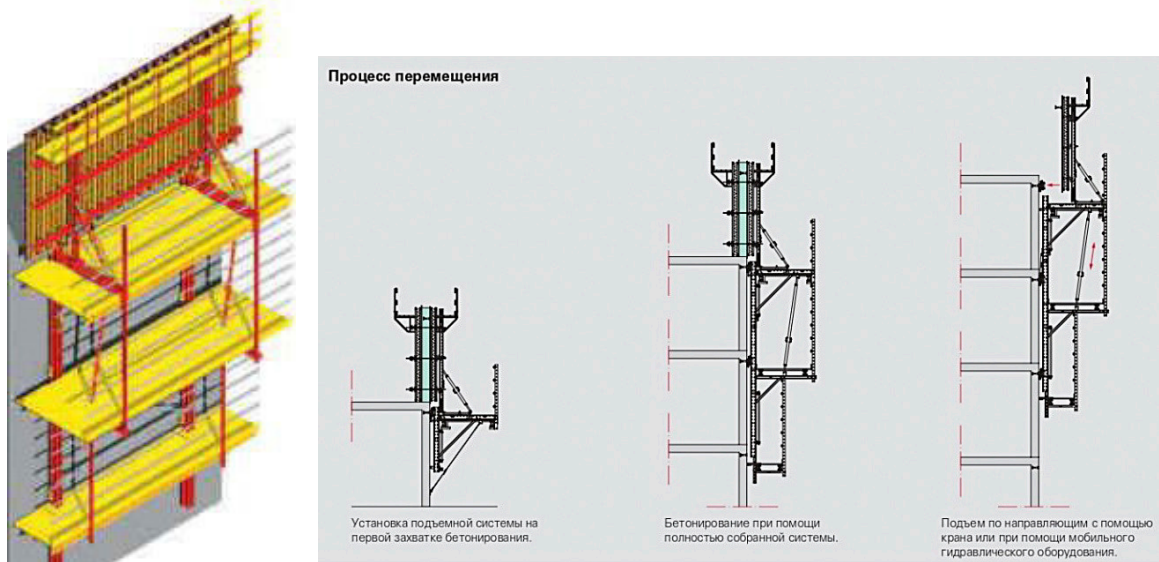 Процесс перемещения
Установка подъемной системы на
первой захватке бетонирования.
Бетонирование при помощи
полностью собранной системы.
Подъем по направляющим с помощью
крана или при помощи мобильного
гидравлического оборудования.